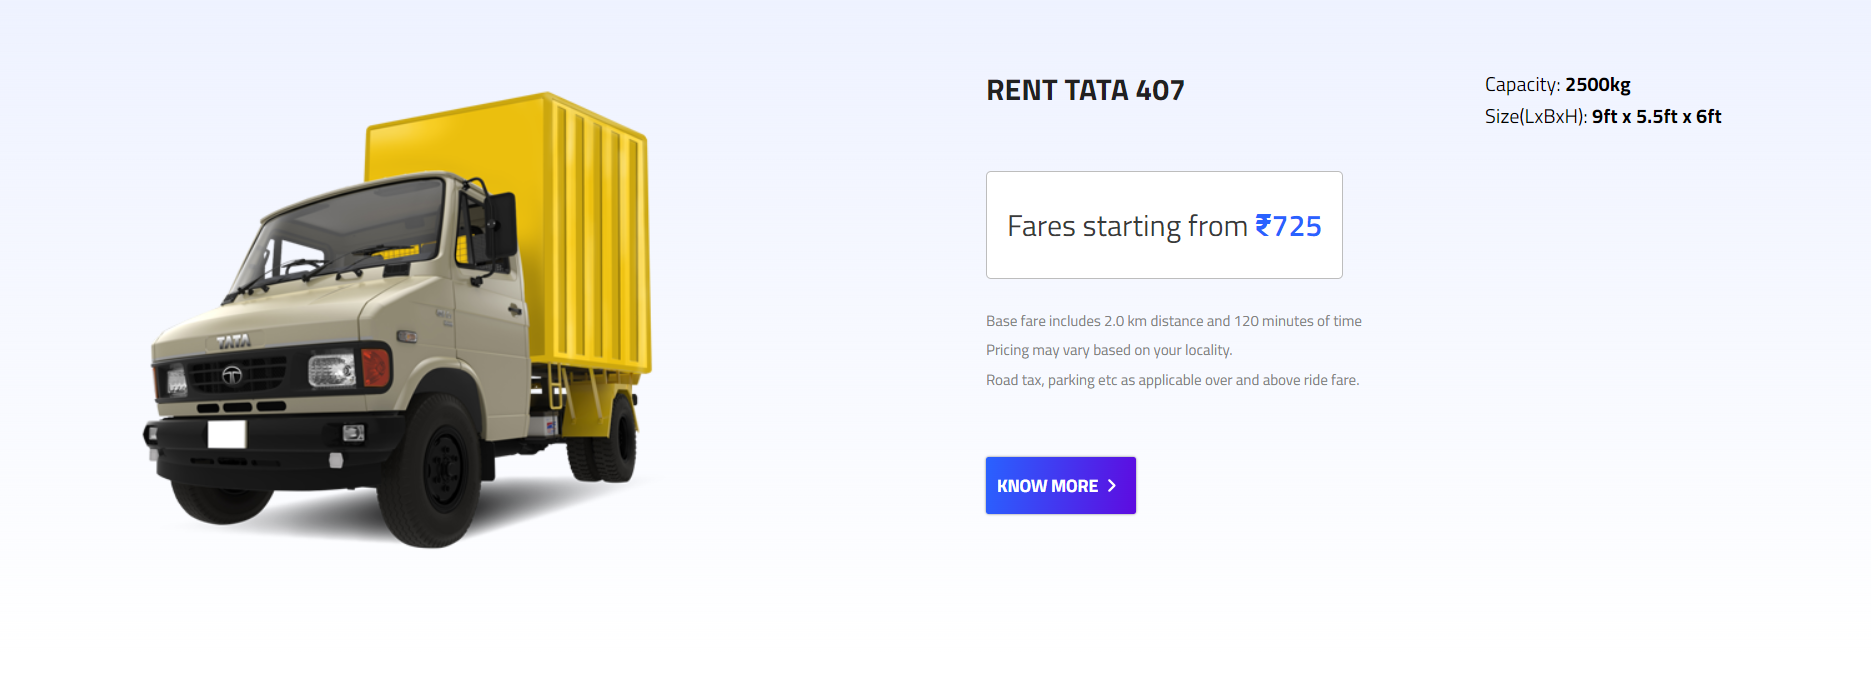 RENT TATA 407
Capacity: 2500kg
Size(LxBxH): 9ft x 5.5ft x 6ft
Fares starting from ₹725
Base fare includes 2.0 km distance and 120 minutes of time
Pricing may vary based on your locality.
Road tax, parking etc as applicable over and above ride fare.
KNOW MORE
TATA